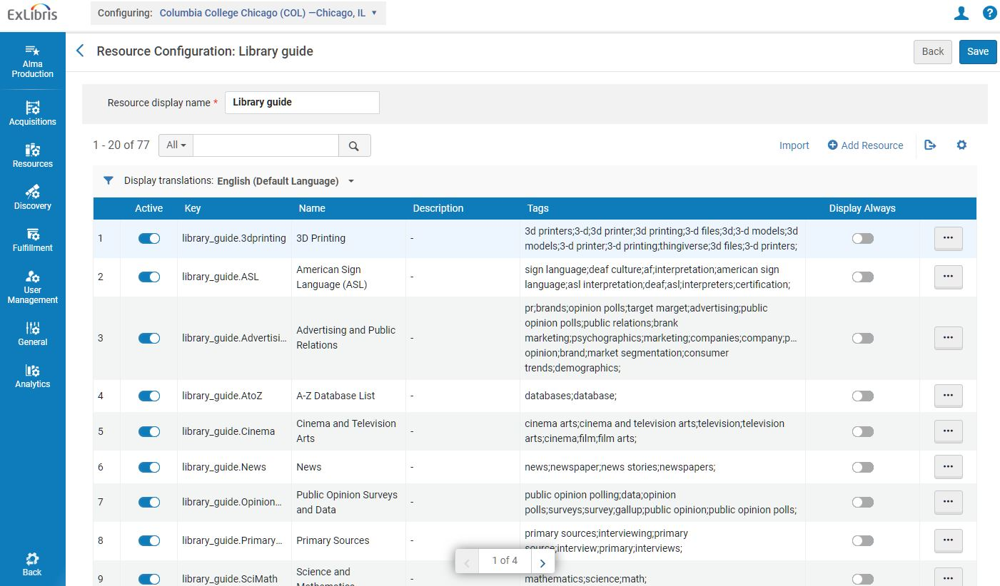 ExLibris
Configuring: Columbia College Chicago (COL) —Chicago, IL
Alma
Production
Acquisitions
Resources
Discovery
Fulfillment
User
Management
General
Analytics
Back
Resource Configuration: Library guide
Back
Save
Resource display name * Library guide
1 - 20 of 77
All
Import
Add Resource
Display translations: English (Default Language)
Active Key Name Description Tags Display Always
1 library_guide.3dprinting 3D Printing -
3d printers;3-d;3d printer;3d printing;3-d files;3d;3-d models;3d
models;3-d printer;3-d printing;thingiverse;3d files;3-d printers;
2 library_guide.ASL
American Sign
Language (ASL)
-
sign language;deaf culture;af;interpretation;american sign
language;asl interpretation;deaf;asl;interpreters;certification;
3 library_guide.Advertisi...
Advertising and Public
Relations
-
pr;brands;opinion polls;target marget;advertising;public
opinion polls;public relations;brank
marketing;psychographics;marketing;companies;company;p...
opinion;brand;market segmentation;consumer
trends;demographics;
4 library_guide.AtoZ A-Z Database List - databases;database;
5 library_guide.Cinema
Cinema and Television
Arts
-
cinema arts;cinema and television arts;television;television
arts;cinema;film;film arts;
6 library_guide.News News - news;newspaper;news stories;newspapers;
7 library_guide.Opinion...
Public Opinion Surveys
and Data
-
public opinion polling;data;opinion
polls;surveys;survey;gallup;public opinion;public opinion polls;
8 library_guide.Primary... Primary Sources -
primary sources;interviewing;primary
source;interview;primary;interviews;
9 library_guide.SciMath
Science and
Mathematics
-
mathematics;science;math;
1 of 4